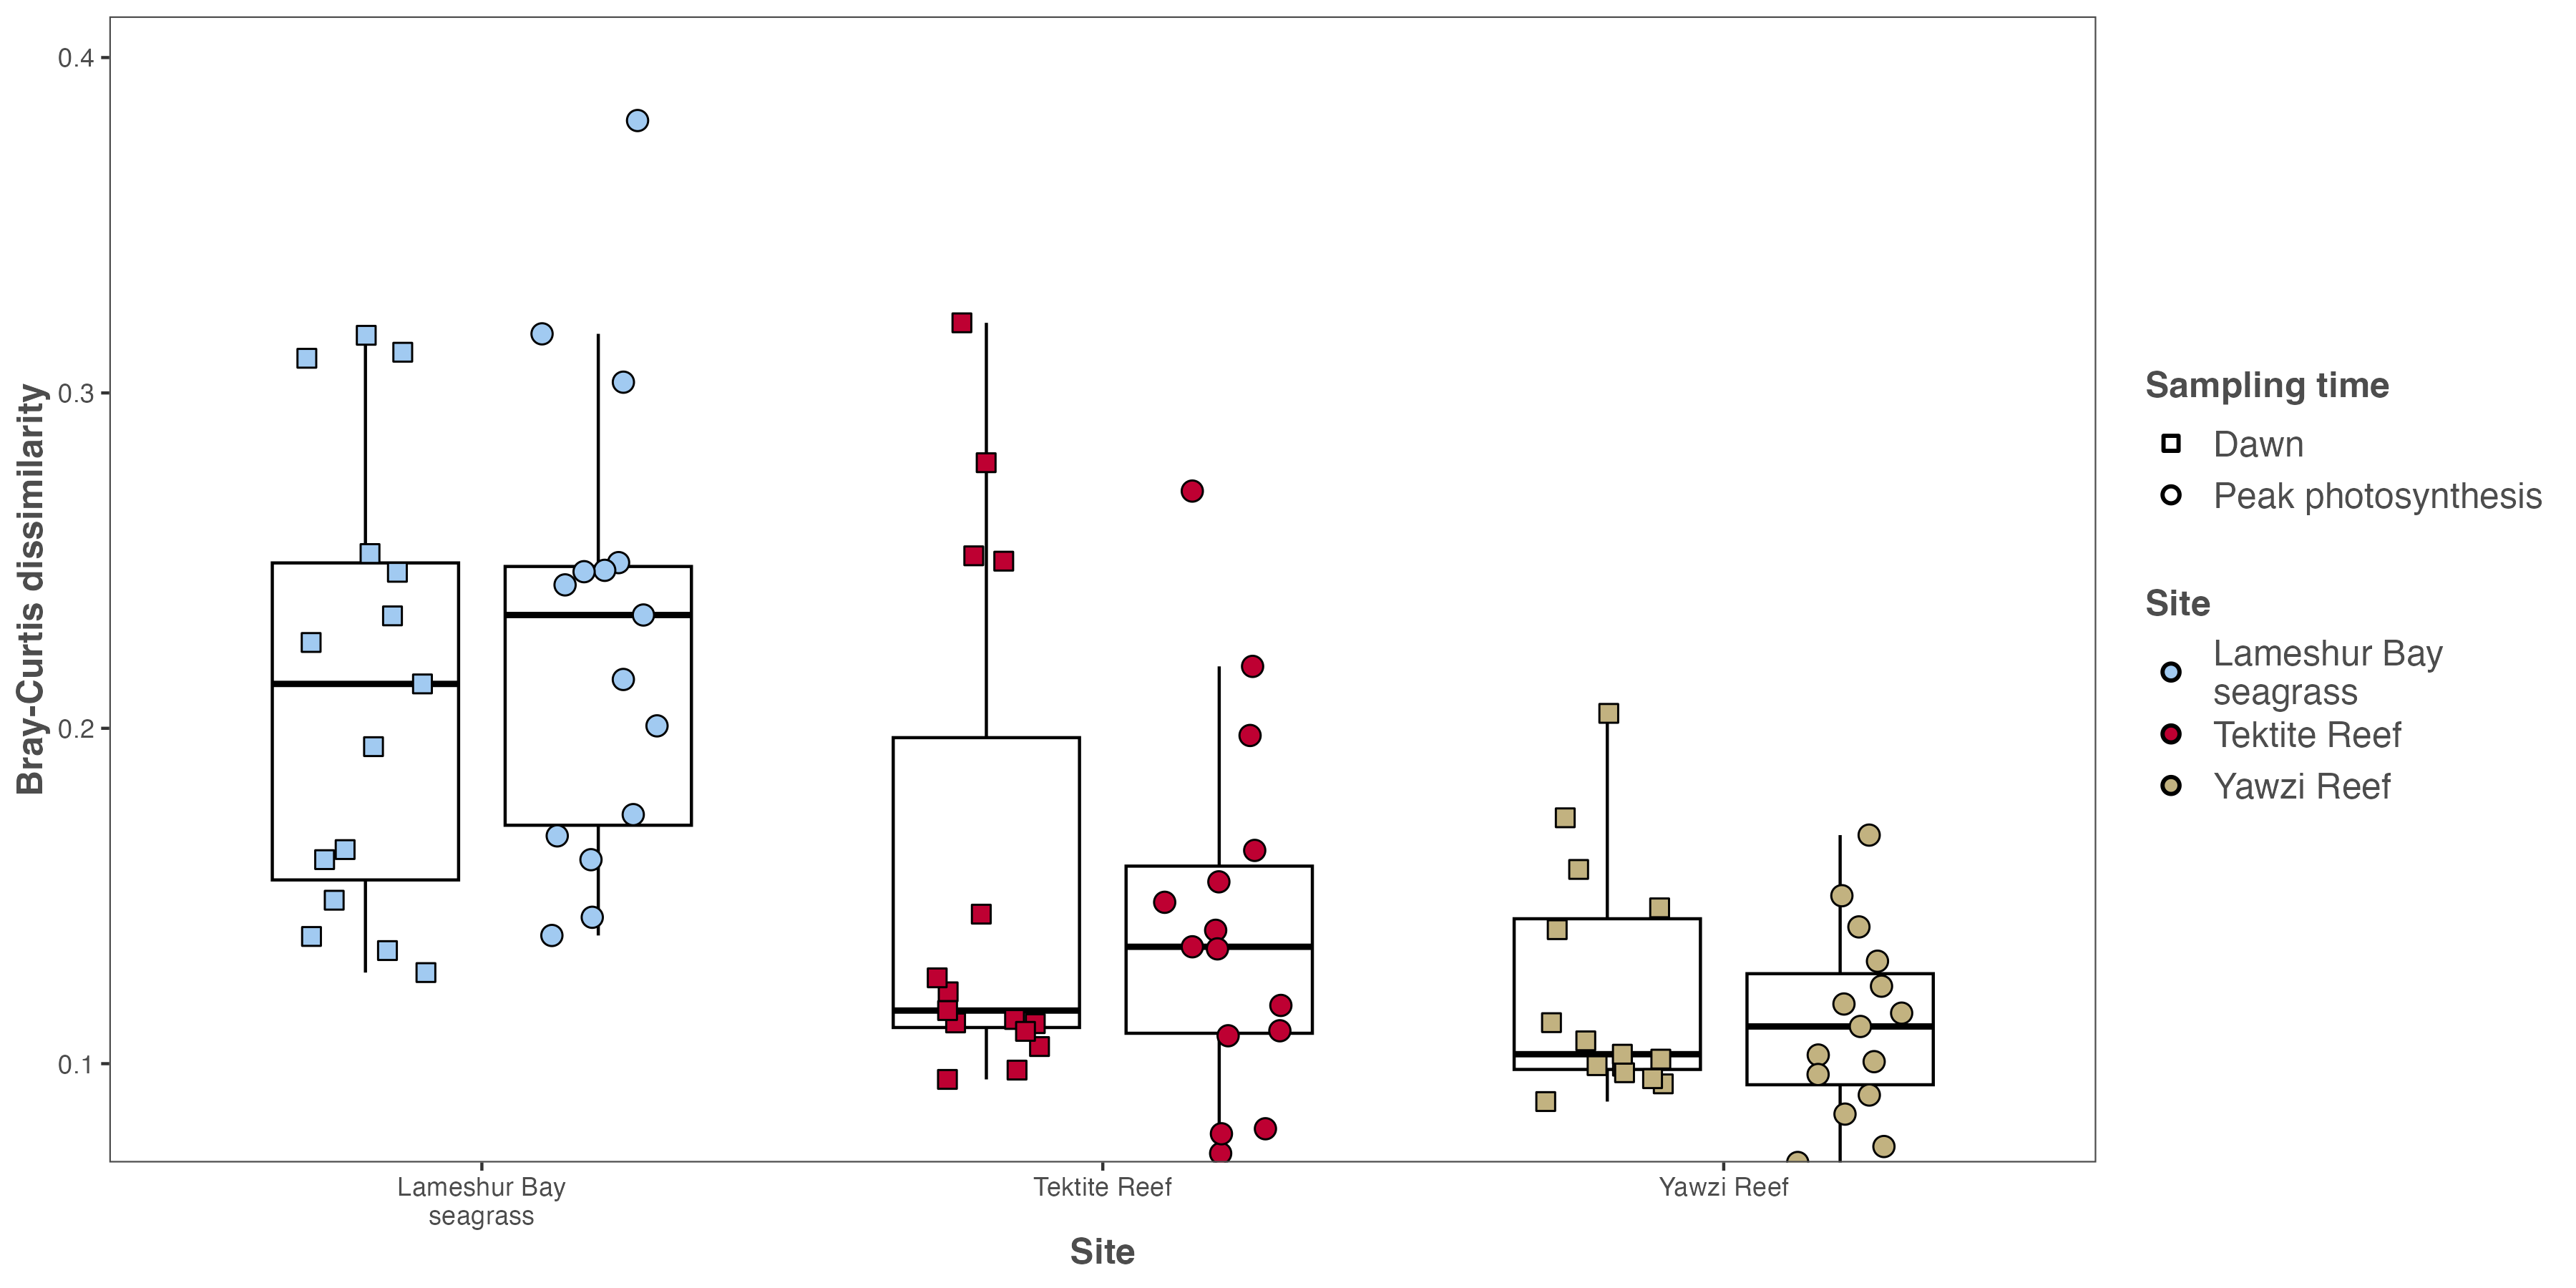 0.4
0.3
0.2
0.1
Bray-Curtis dissimilarity
Lameshur Bay
seagrass
Tektite Reef
Yawzi Reef
Site
Sampling time
Dawn
Peak photosynthesis
Site
Lameshur Bay
seagrass
Tektite Reef
Yawzi Reef